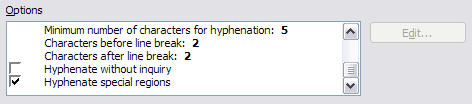 Options
Minimum number of characters for hyphenation: 5
Characters before line break: 2
Characters after line break: 2
Hyphenate without inquiry
Hyphenate special regions
Edit...